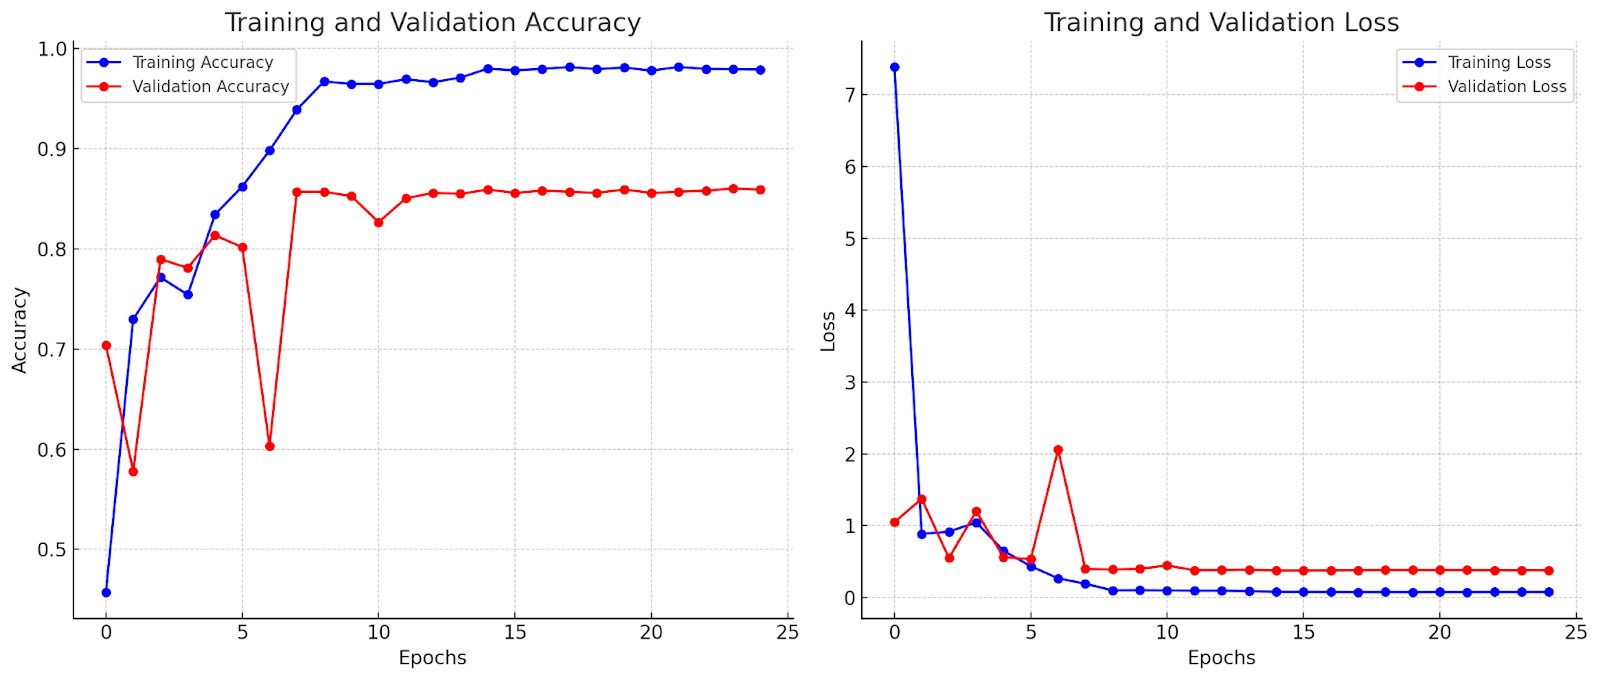 Training and Validation Accuracy
Training Accuracy
Validation Accuracy
1.0
0.9
0.8
0.7
0.6
0.5
Accuracy
0 5 10 15 20 25
Epochs
Training and Validation Loss
Training Loss
Validation Loss
7
6
5
4
3
2
1
0
Loss
0 5 10 15 20 25
Epochs